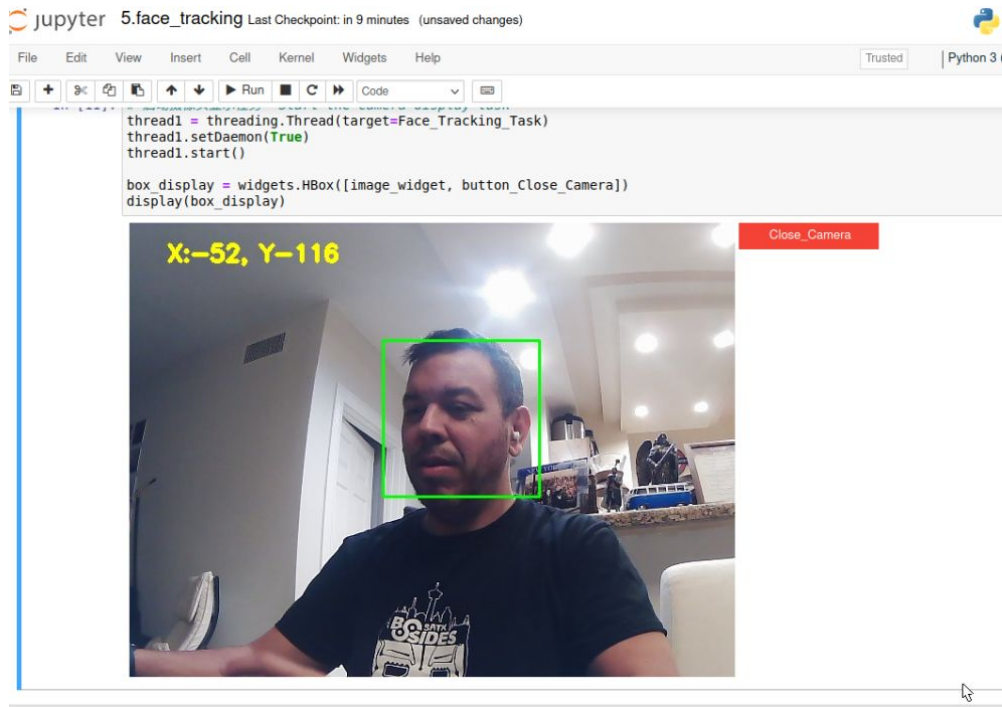 jupyter 5.face_tracking Last Checkpoint: in 9 minutes (unsaved changes)
File Edit View Insert Cell Kernel Widgets Help Trusted Python 3
Run Code
thread1 = threading.Thread(target=Face_Tracking_Task)
thread1.setDaemon(True)
thread1.start()
box_display = widgets.HBox([image_widget, button_Close_Camera])
display(box_display)
X:-52, Y-116
Close_Camera
BOSIDES
SATX